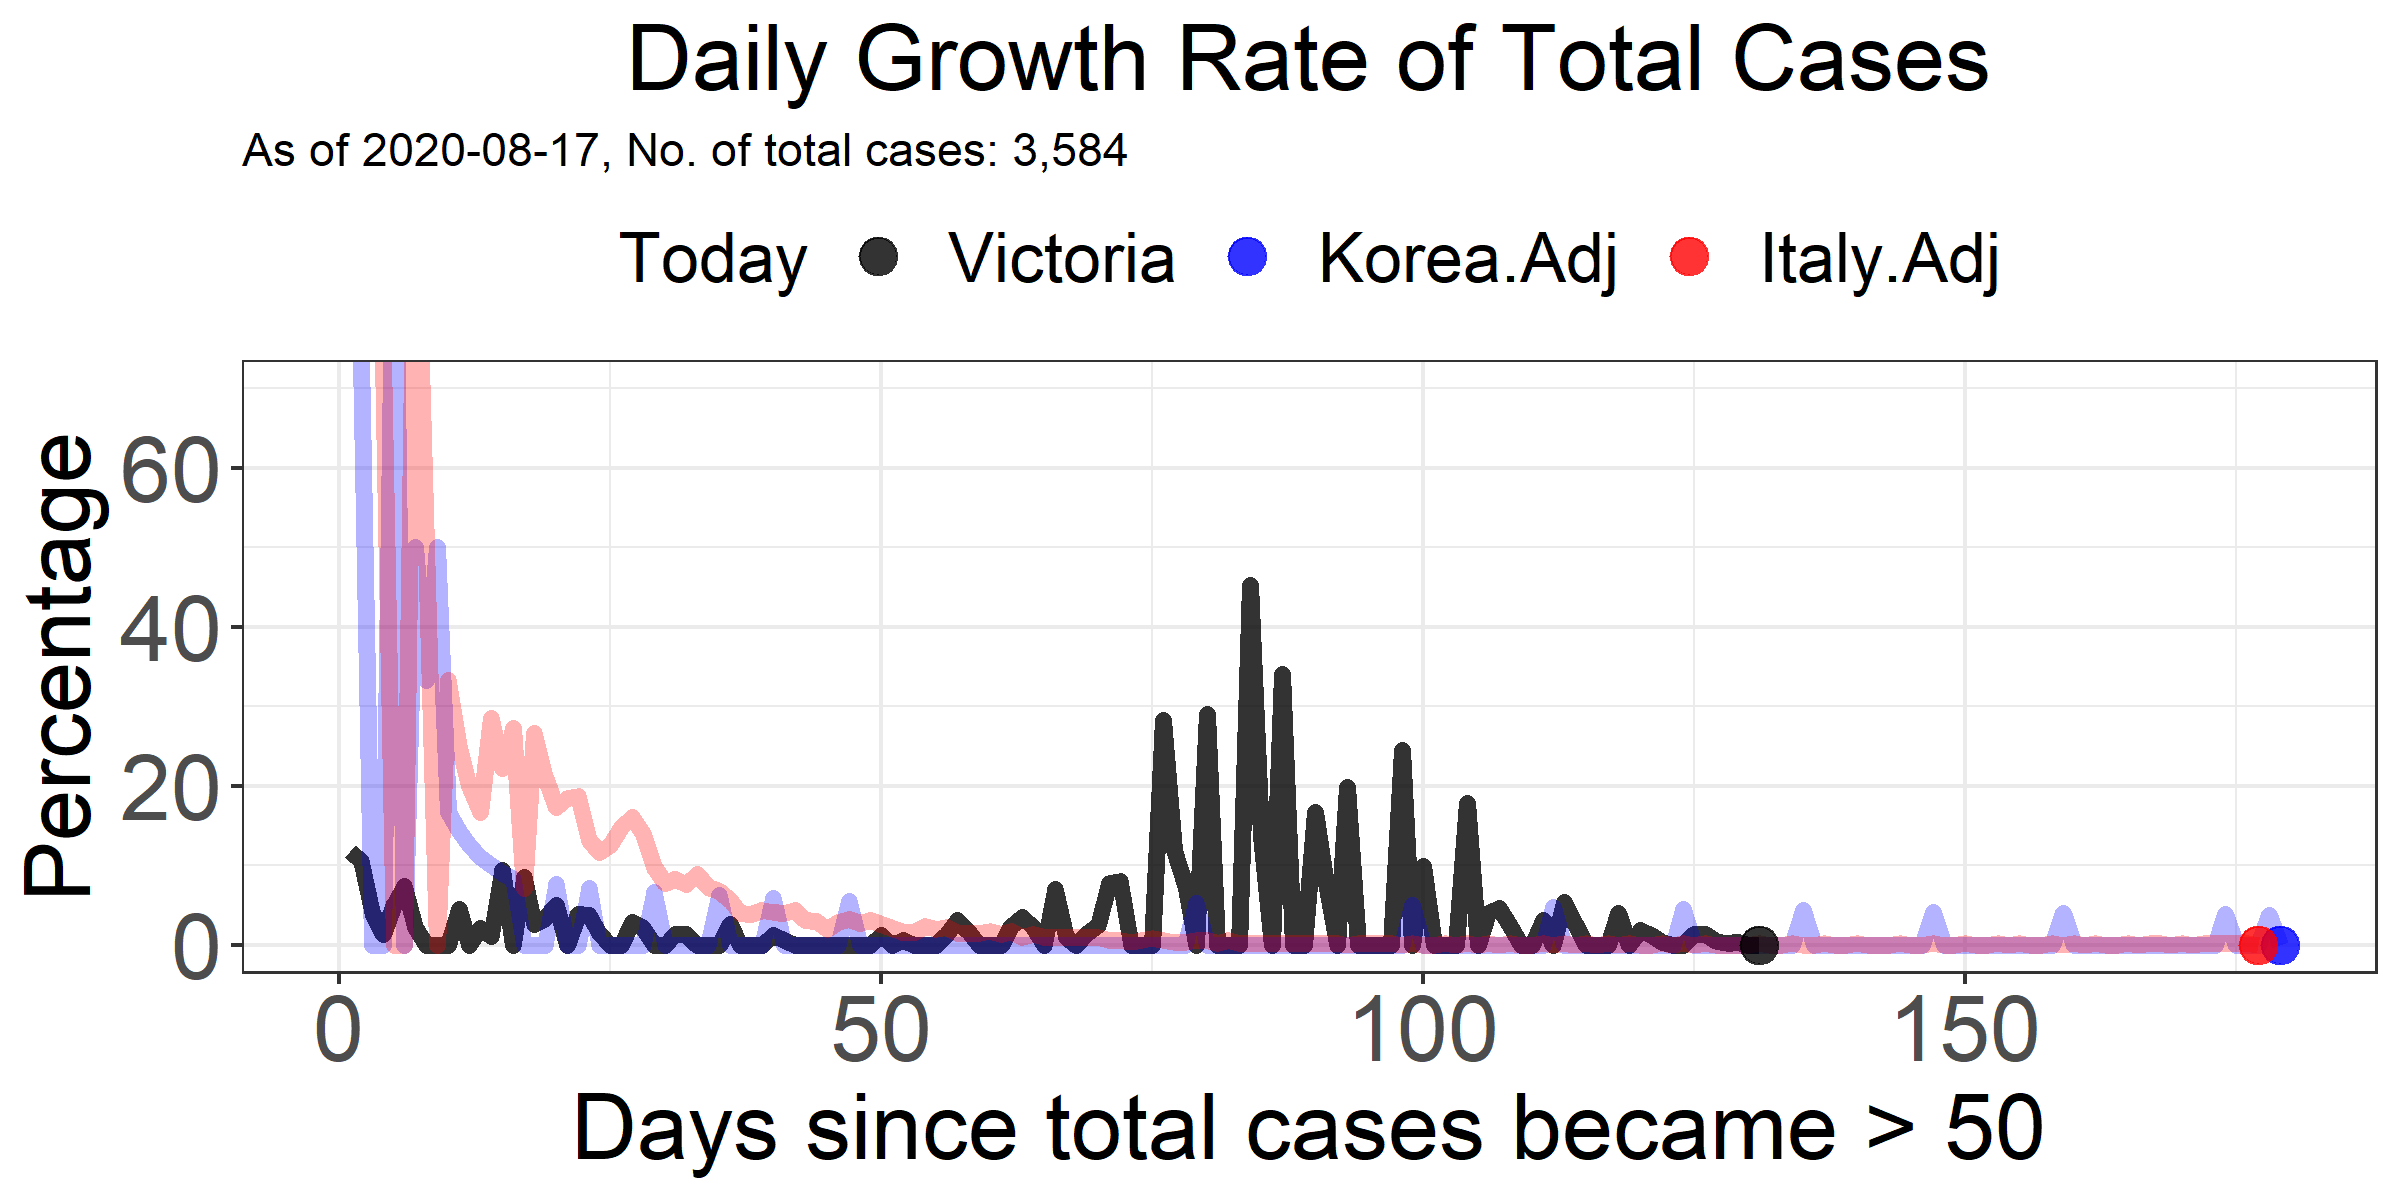 Daily Growth Rate of Total Cases
As of 2020-08-17, No. of total cases: 3,584
Today Victoria Korea.Adj Italy.Adj
Percentage
60
40
20
0
0 50 100 150
Days since total cases became > 50